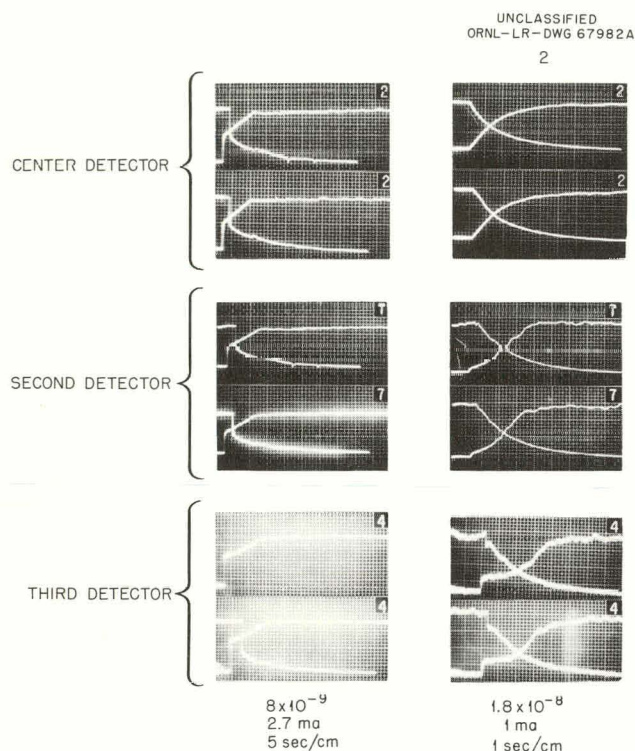 UNCLASSIFIED
ORNL-LR-DWG 67982A
2
CENTER DETECTOR
2
2
2
2
SECOND DETECTOR
7
7
7
7
THIRD DETECTOR
4
4
4
4
8 x 10⁻⁹
2.7 ma
5 sec/cm
1.8 x 10⁻⁸
1 ma
1 sec/cm